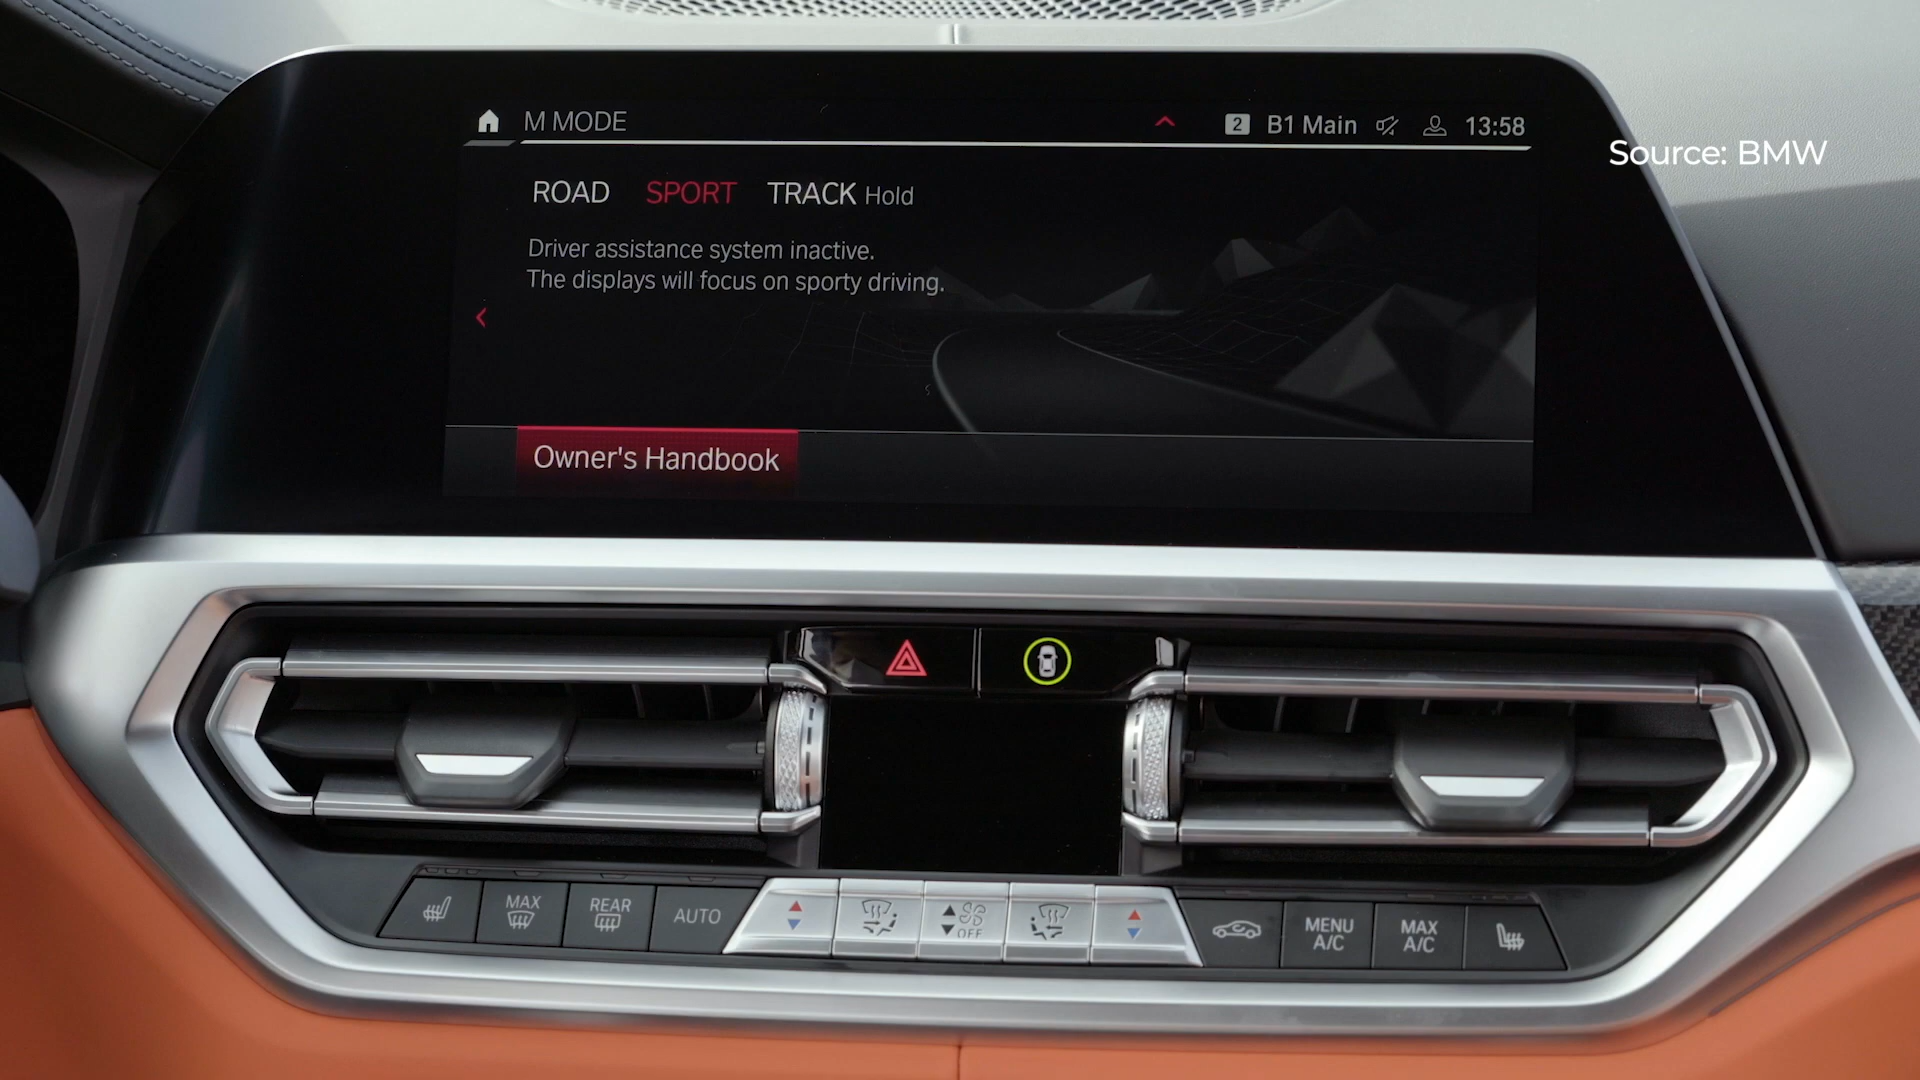 M MODE
2 B1 Main 13:58
Source: BMW
ROAD SPORT TRACK Hold
Driver assistance system inactive.
The displays will focus on sporty driving.
Owner's Handbook
MAX
REAR
AUTO
OFF
MENU
A/C
MAX
A/C